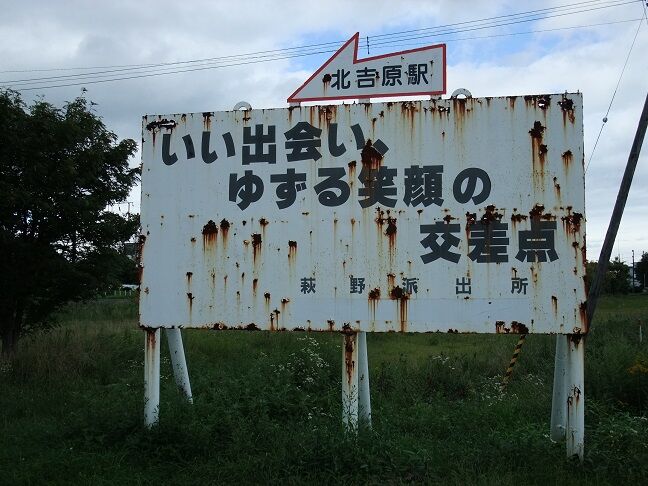 北吉原駅
いい出会い、
ゆずる笑顔の
交差点
萩野派出所